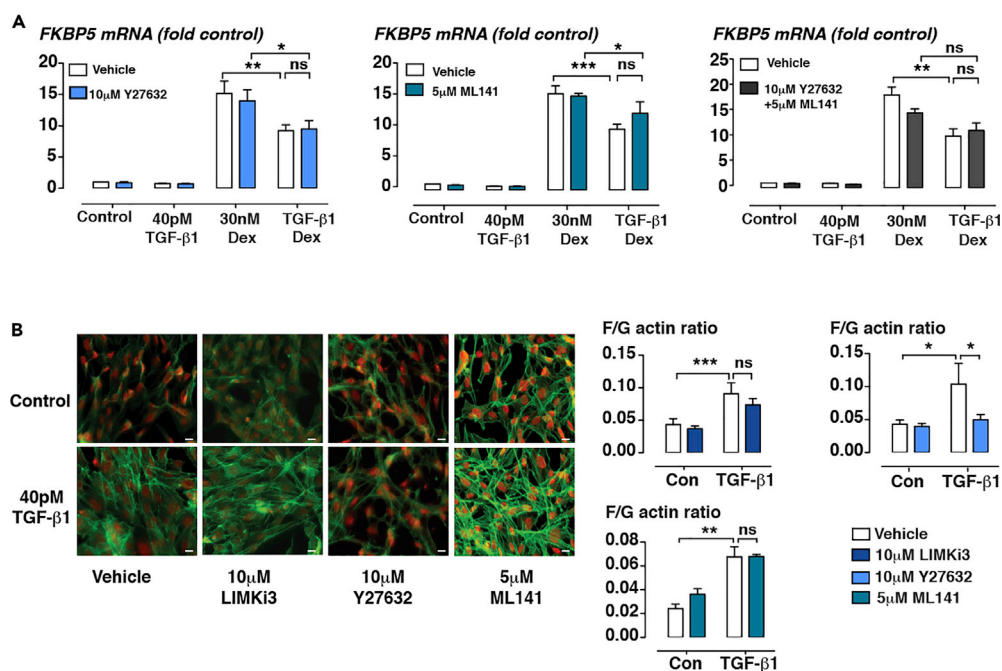 A
FKBP5 mRNA (fold control)
Vehicle
10μM Y27632
20
15
10
5
0
**
*
ns
Control
40pM
TGF-β1
30nM
Dex
TGF-β1
Dex
FKBP5 mRNA (fold control)
Vehicle
5μM ML141
20
15
10
5
0
***
*
ns
Control
40pM
TGF-β1
30nM
Dex
TGF-β1
Dex
FKBP5 mRNA (fold control)
Vehicle
10μM Y27632
+5μM ML141
25
20
15
10
5
0
**
ns
ns
Control
40pM
TGF-β1
30nM
Dex
TGF-β1
Dex
B
Control
40pM
TGF-β1
Vehicle
10μM
LIMKi3
10μM
Y27632
5μM
ML141
F/G actin ratio
0.15
0.10
0.05
0.00
***
ns
Con
TGF-β1
F/G actin ratio
0.15
0.10
0.05
0.00
*
*
Con
TGF-β1
F/G actin ratio
0.08
0.06
0.04
0.02
0.00
**
ns
Con
TGF-β1
Vehicle
10μM LIMKi3
10μM Y27632
5μM ML141